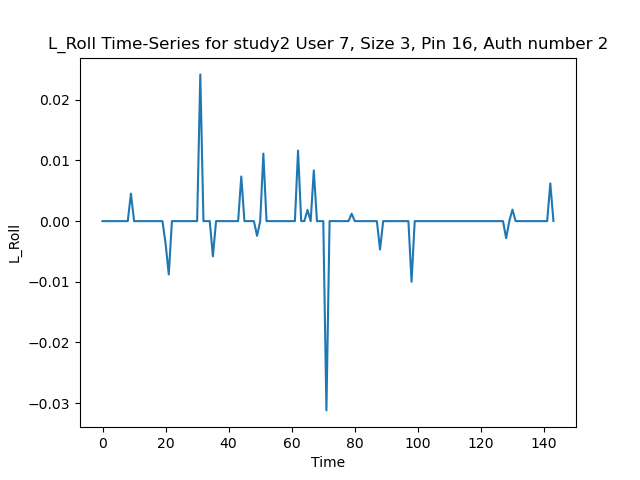 L_Roll Time-Series for study2 User 7, Size 3, Pin 16, Auth number 2
0.02
0.01
0.00
−0.01
−0.02
−0.03
L_Roll
0 20 40 60 80 100 120 140
Time